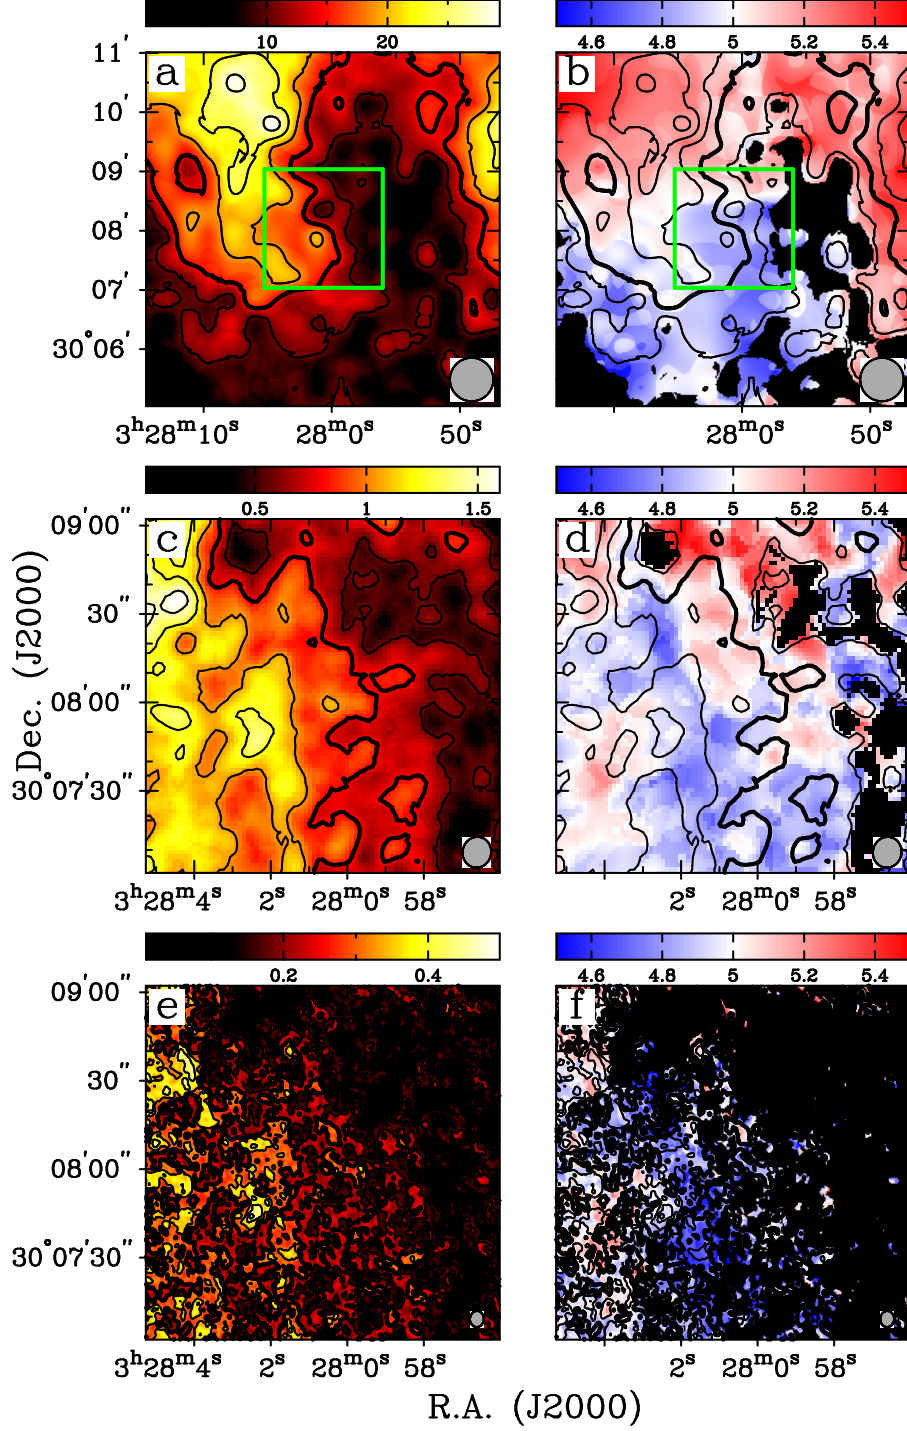 10 20
4.6 4.8 5 5.2 5.4
a b
11′
10′
09′
08′
07′
30°06′
3ʰ28ᵐ10ˢ 28ᵐ0ˢ 50ˢ
28ᵐ0ˢ 50ˢ
0.5 1 1.5
4.6 4.8 5 5.2 5.4
c d
09′00″
30″
08′00″
30°07′30″
3ʰ28ᵐ4ˢ 2ˢ 28ᵐ0ˢ 58ˢ
2ˢ 28ᵐ0ˢ 58ˢ
Dec. (J2000)
0.2 0.4
4.6 4.8 5 5.2 5.4
e f
09′00″
30″
08′00″
30°07′30″
3ʰ28ᵐ4ˢ 2ˢ 28ᵐ0ˢ 58ˢ
2ˢ 28ᵐ0ˢ 58ˢ
R.A. (J2000)